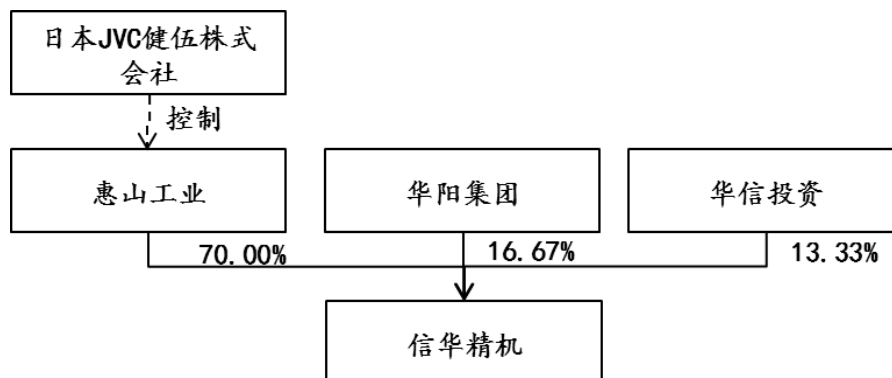 日本JVC健伍株式
会社
控制
惠山工业
华阳集团
华信投资
70.00%
16.67%
13.33%
信华精机